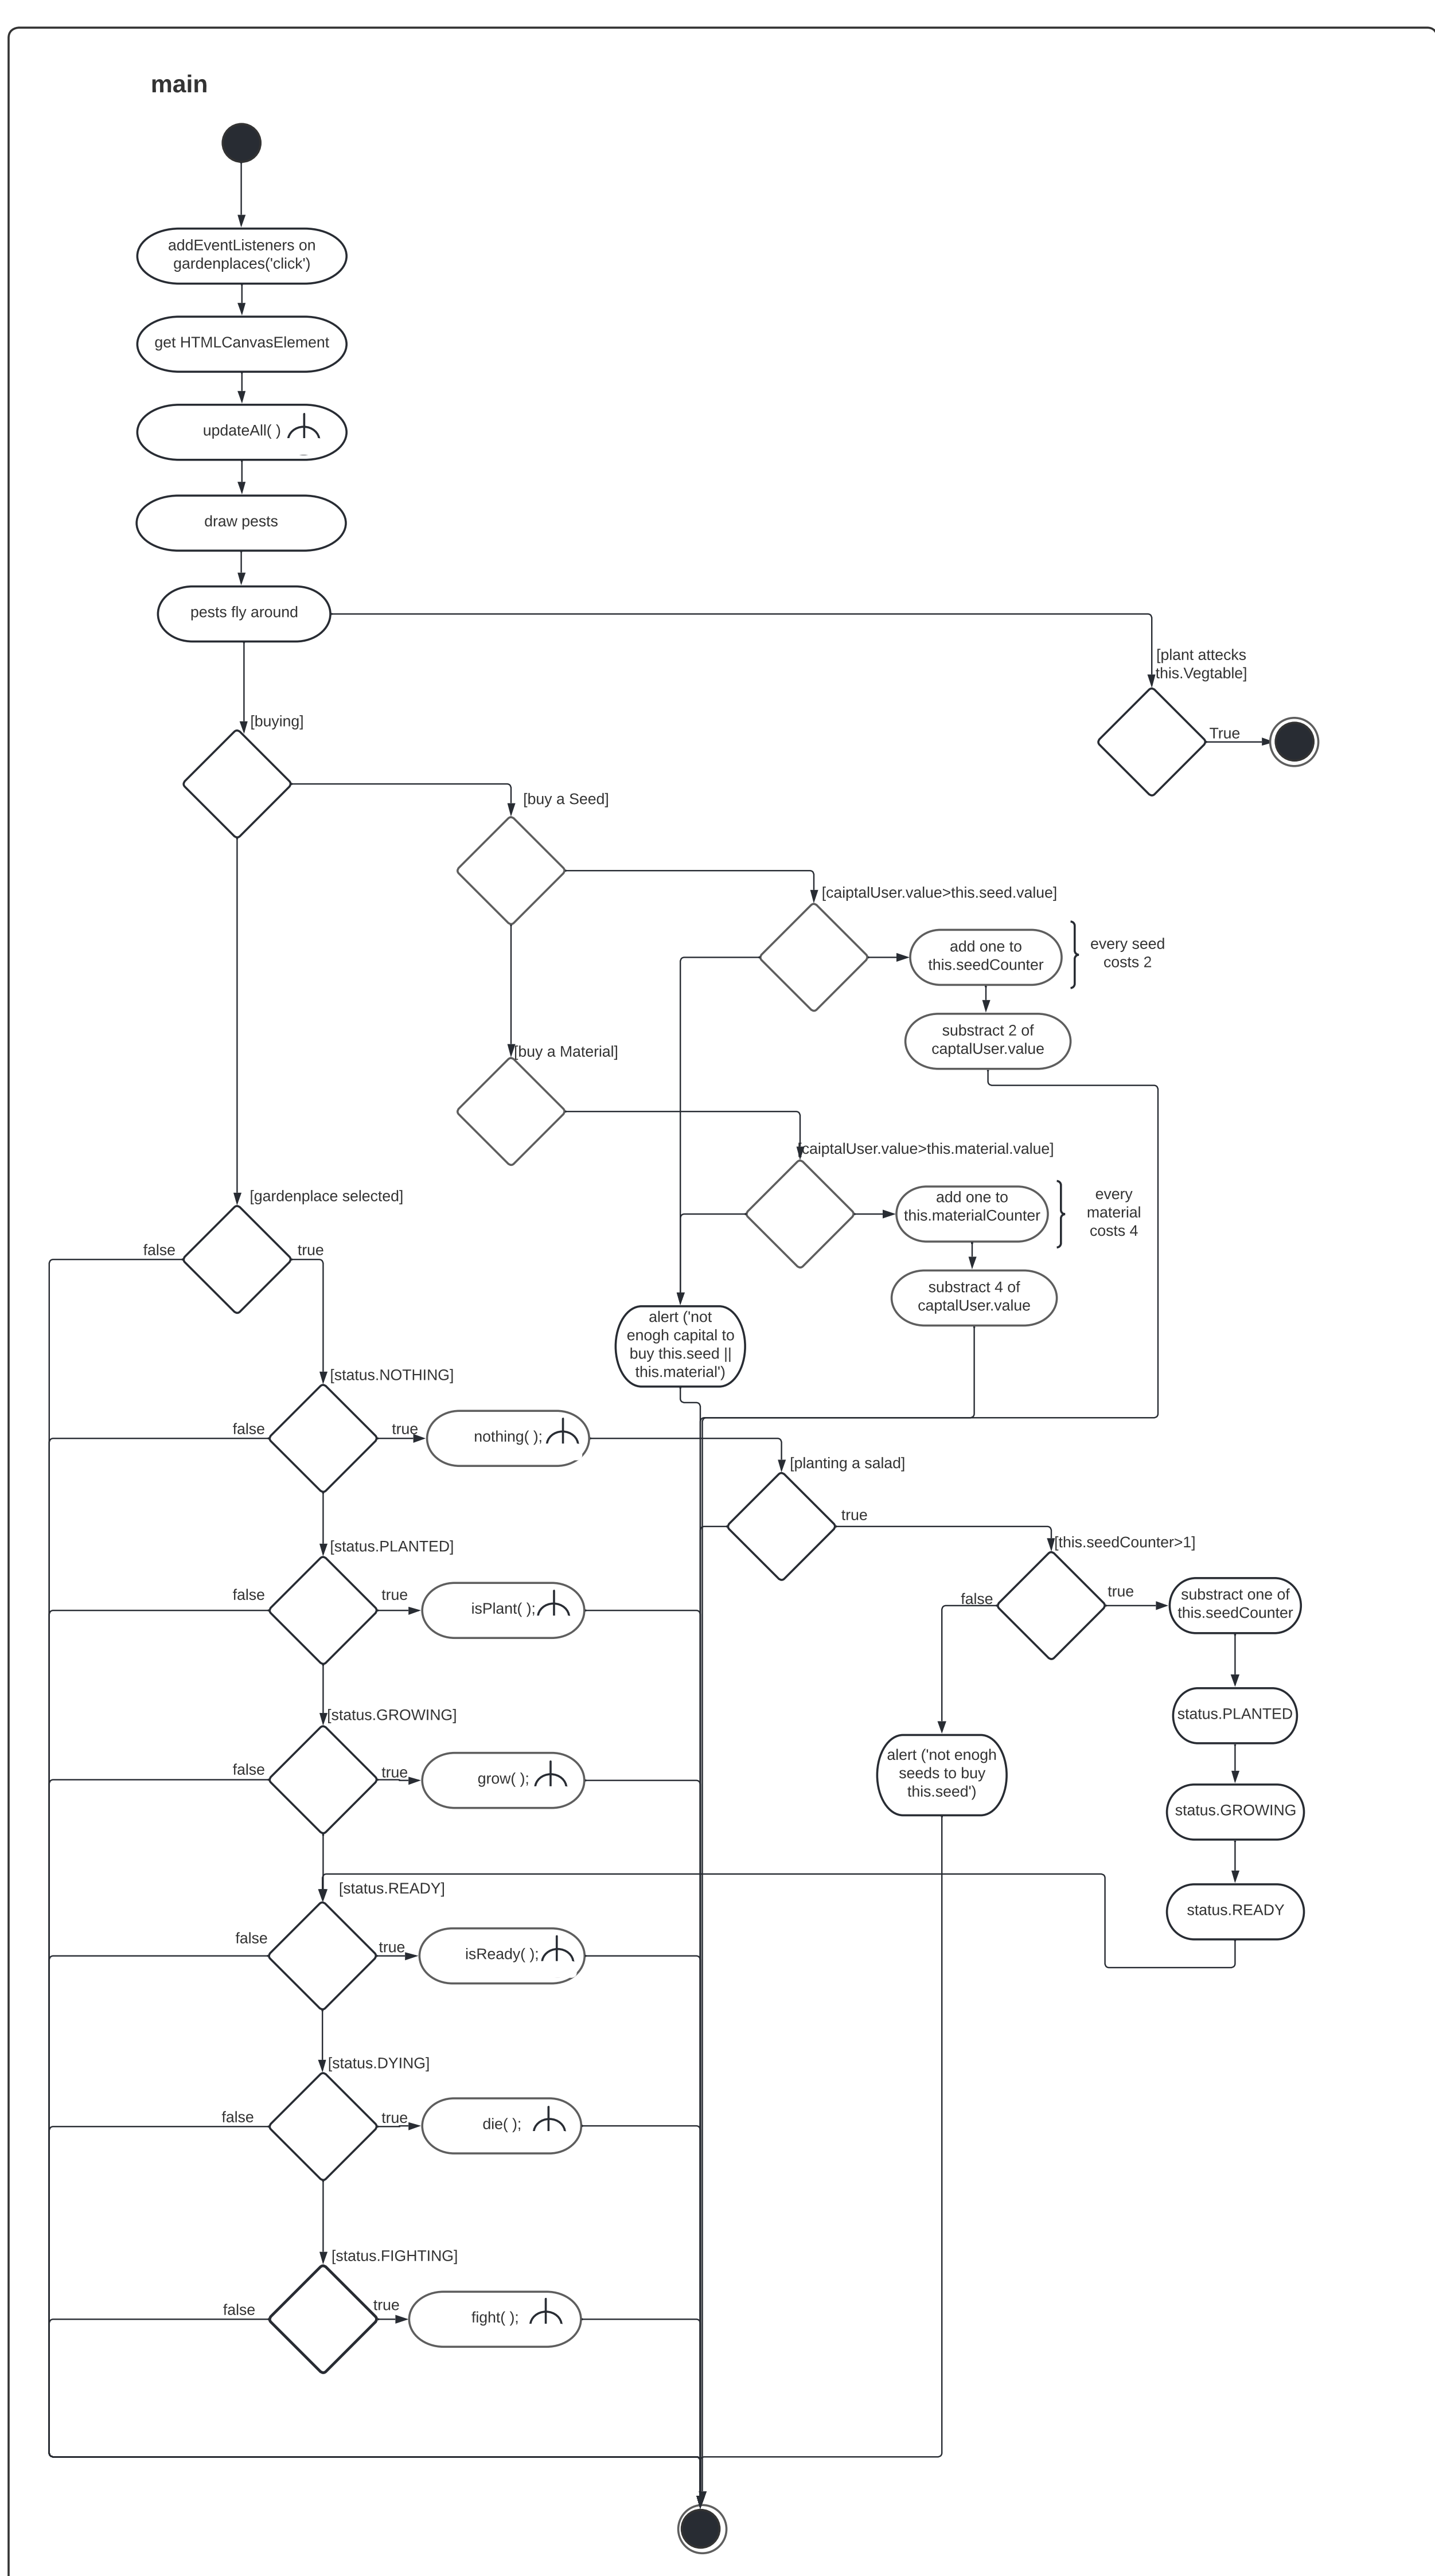 main
addEventListeners on
gardenplaces('click')
get HTMLCanvasElement
updateAll( )
draw pests
pests fly around
[plant attecks
this.Vegtable]
True
[buying]
[buy a Seed]
[caiptalUser.value>this.seed.value]
add one to
this.seedCounter
every seed
costs 2
substract 2 of
captalUser.value
[buy a Material]
[caiptalUser.value>this.material.value]
add one to
this.materialCounter
every
material
costs 4
substract 4 of
captalUser.value
[gardenplace selected]
false
true
alert ('not
enogh capital to
buy this.seed ||
this.material')
[status.NOTHING]
false
true
nothing( );
[planting a salad]
true
[this.seedCounter>1]
false
true
substract one of
this.seedCounter
[status.PLANTED]
false
true
isPlant( );
status.PLANTED
[status.GROWING]
false
true
grow( );
alert ('not enogh
seeds to buy
this.seed')
status.GROWING
[status.READY]
false
true
isReady( );
status.READY
[status.DYING]
false
true
die( );
[status.FIGHTING]
false
true
fight( );